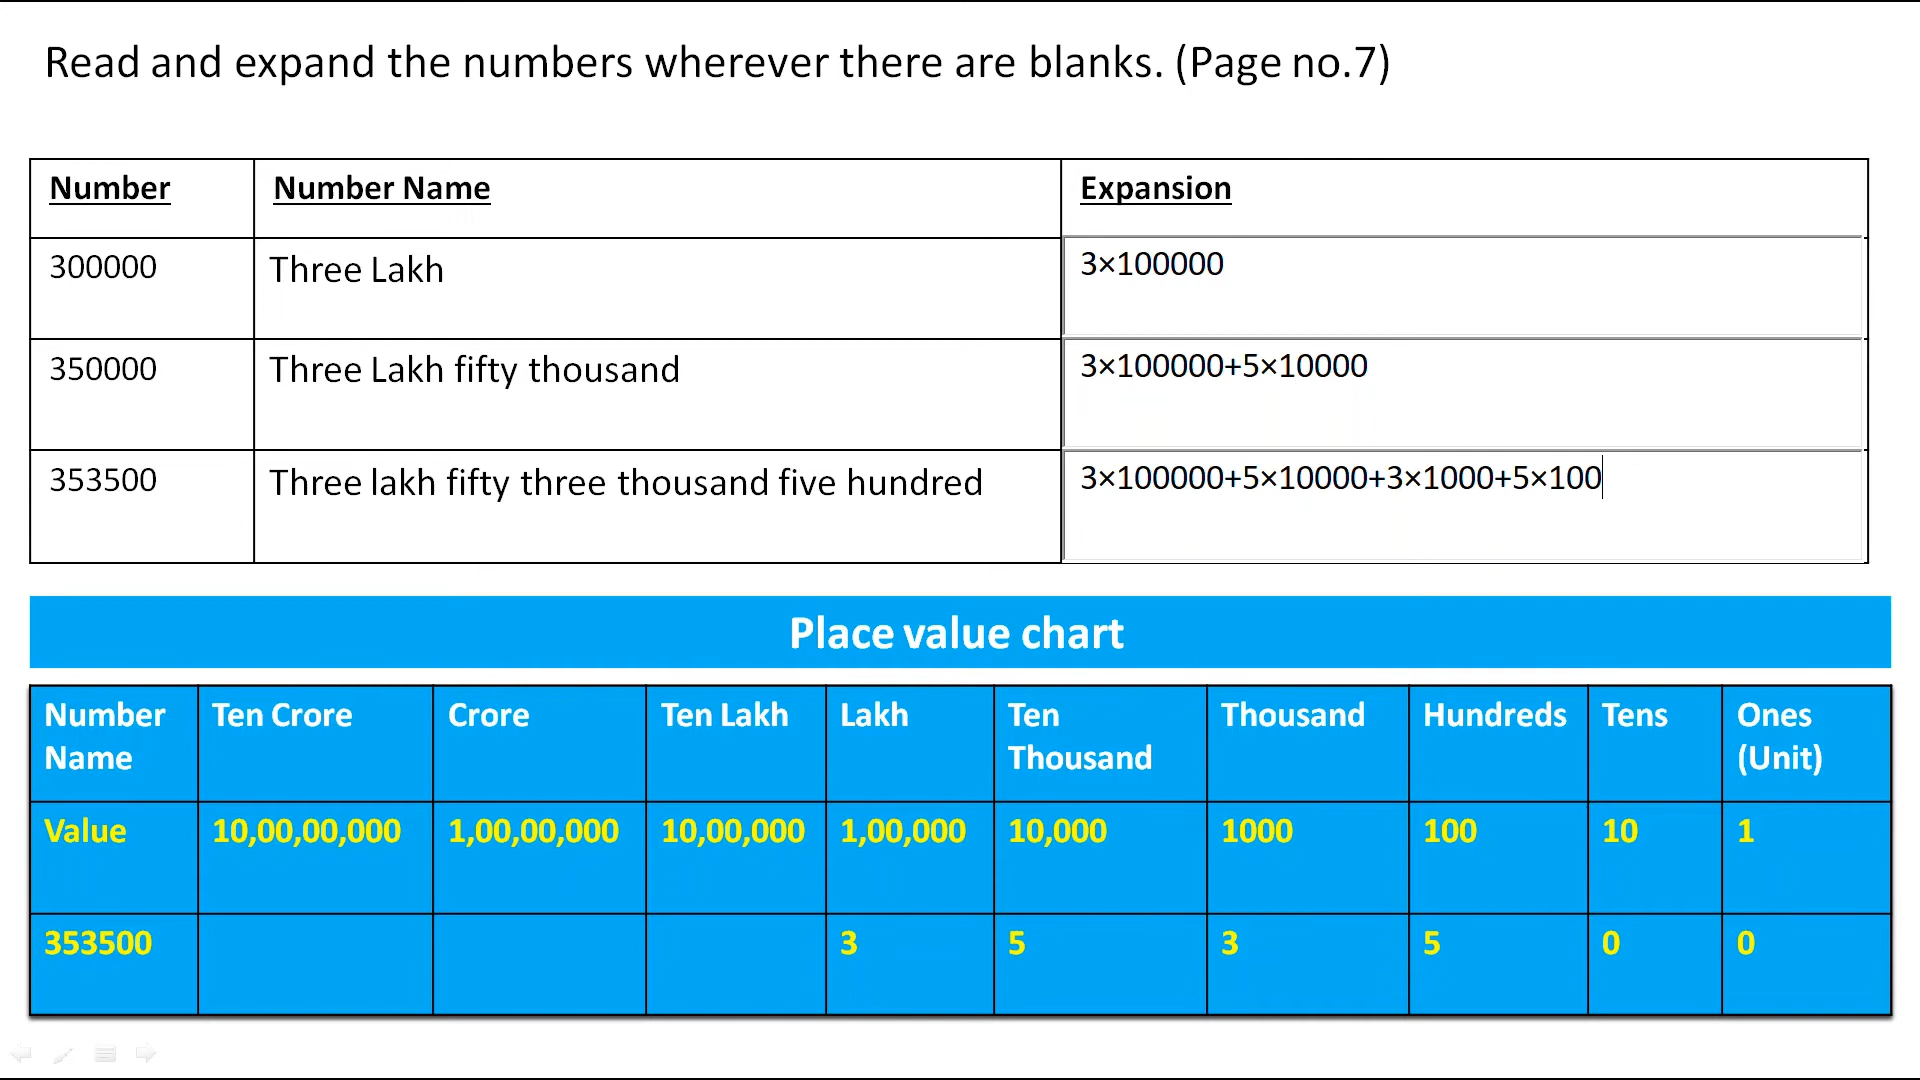 Read and expand the numbers wherever there are blanks. (Page no.7)
Number Number Name Expansion
300000 Three Lakh 3×100000
350000 Three Lakh fifty thousand 3×100000+5×10000
353500 Three lakh fifty three thousand five hundred 3×100000+5×10000+3×1000+5×100
Place value chart
Number Name Ten Crore Crore Ten Lakh Lakh Ten Thousand Thousand Hundreds Tens Ones (Unit)
Value 10,00,00,000 1,00,00,000 10,00,000 1,00,000 10,000 1000 100 10 1
353500 3 5 3 5 0 0